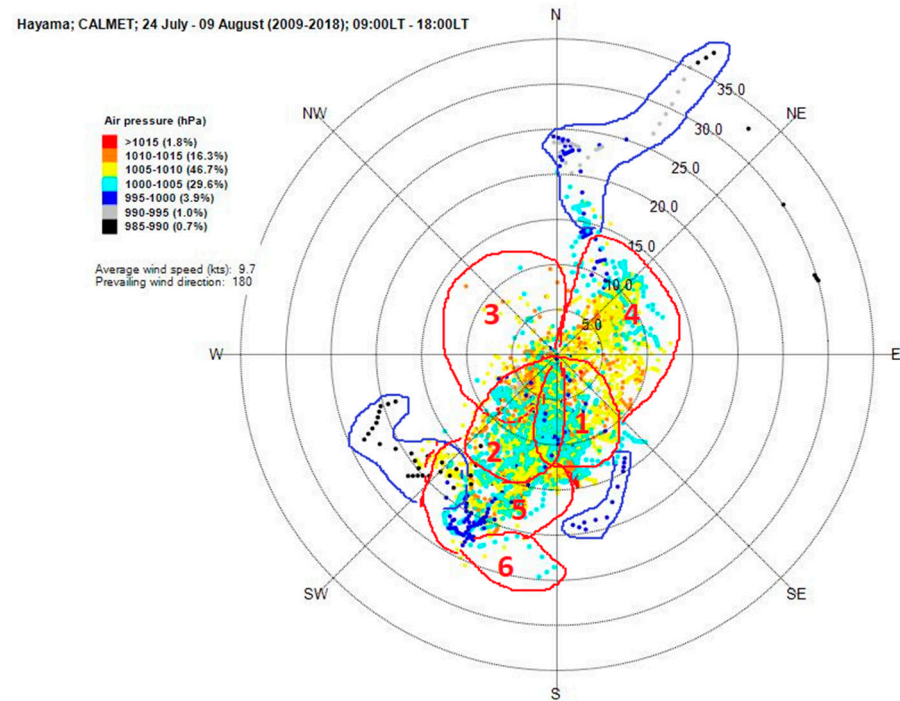 Hayama; CALMET; 24 July - 09 August (2009-2018); 09:00LT - 18:00LT
N
NW
NE
35.0
30.0
25.0
20.0
15.0
10.0
5.0
Air pressure (hPa)
>1015 (1.8%)
1010-1015 (16.3%)
1005-1010 (46.7%)
1000-1005 (29.6%)
995-1000 (3.9%)
990-995 (1.0%)
985-990 (0.7%)
Average wind speed (kts): 9.7
Prevailing wind direction: 180
3
4
W
E
1
2
5
6
SW
SE
S